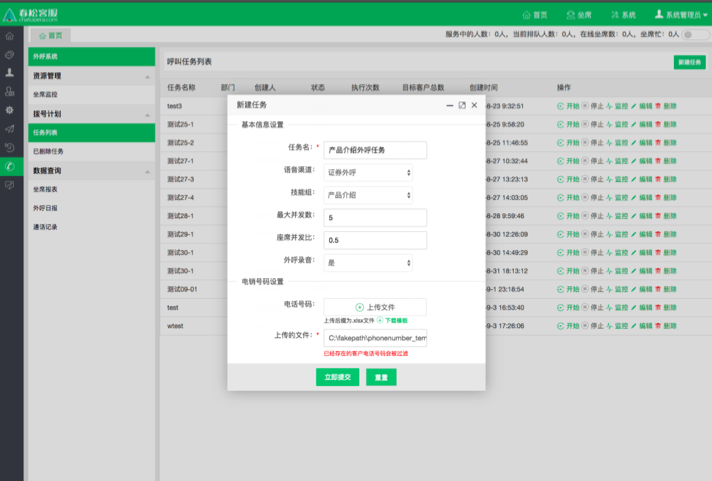 春松客服
chatopera.com
首页 坐席 系统 系统管理员
首页
服务中的人数：0人，当前排队人数：0人，在线坐席数：0人，坐席忙：0人
外呼系统
资源管理
坐席监控
拨号计划
任务列表
已删除任务
数据查询
坐席报表
外呼日报
通话记录
呼叫任务列表
新建任务
任务名称 部门 创建人 状态 执行次数 目标客户总数 创建时间 操作
test3 8-23 9:32:51 开始 停止 监控 编辑 删除
测试25-1 8-25 9:58:20 开始 停止 监控 编辑 删除
测试25-2 8-25 11:46:55 开始 停止 监控 编辑 删除
测试27-1 8-27 10:32:44 开始 停止 监控 编辑 删除
测试27-3 8-27 13:23:13 开始 停止 监控 编辑 删除
测试27-4 8-27 11:03:05 开始 停止 监控 编辑 删除
测试28-1 8-28 9:59:46 开始 停止 监控 编辑 删除
测试29-1 8-30 12:26:09 开始 停止 监控 编辑 删除
测试30-1 8-30 14:49:29 开始 停止 监控 编辑 删除
测试30-1 8-31 18:13:12 开始 停止 监控 编辑 删除
测试09-01 9-1 23:18:54 开始 停止 监控 编辑 删除
test 9-3 16:53:40 开始 停止 监控 编辑 删除
wtest 9-3 17:26:06 开始 停止 监控 编辑 删除
新建任务
基本信息设置
任务名：* 产品介绍外呼任务
语音渠道： 证券外呼
技能组： 产品介绍
最大并发数： 5
座席并发比： 0.5
外呼录音： 是
电销号码设置
电话号码： 上传文件
上传后缀为.xlsx文件 下载模板
上传的文件：* C:\fakepath\phonenumber_tem
已经存在的客户电话号码会被过滤
立即提交 重置